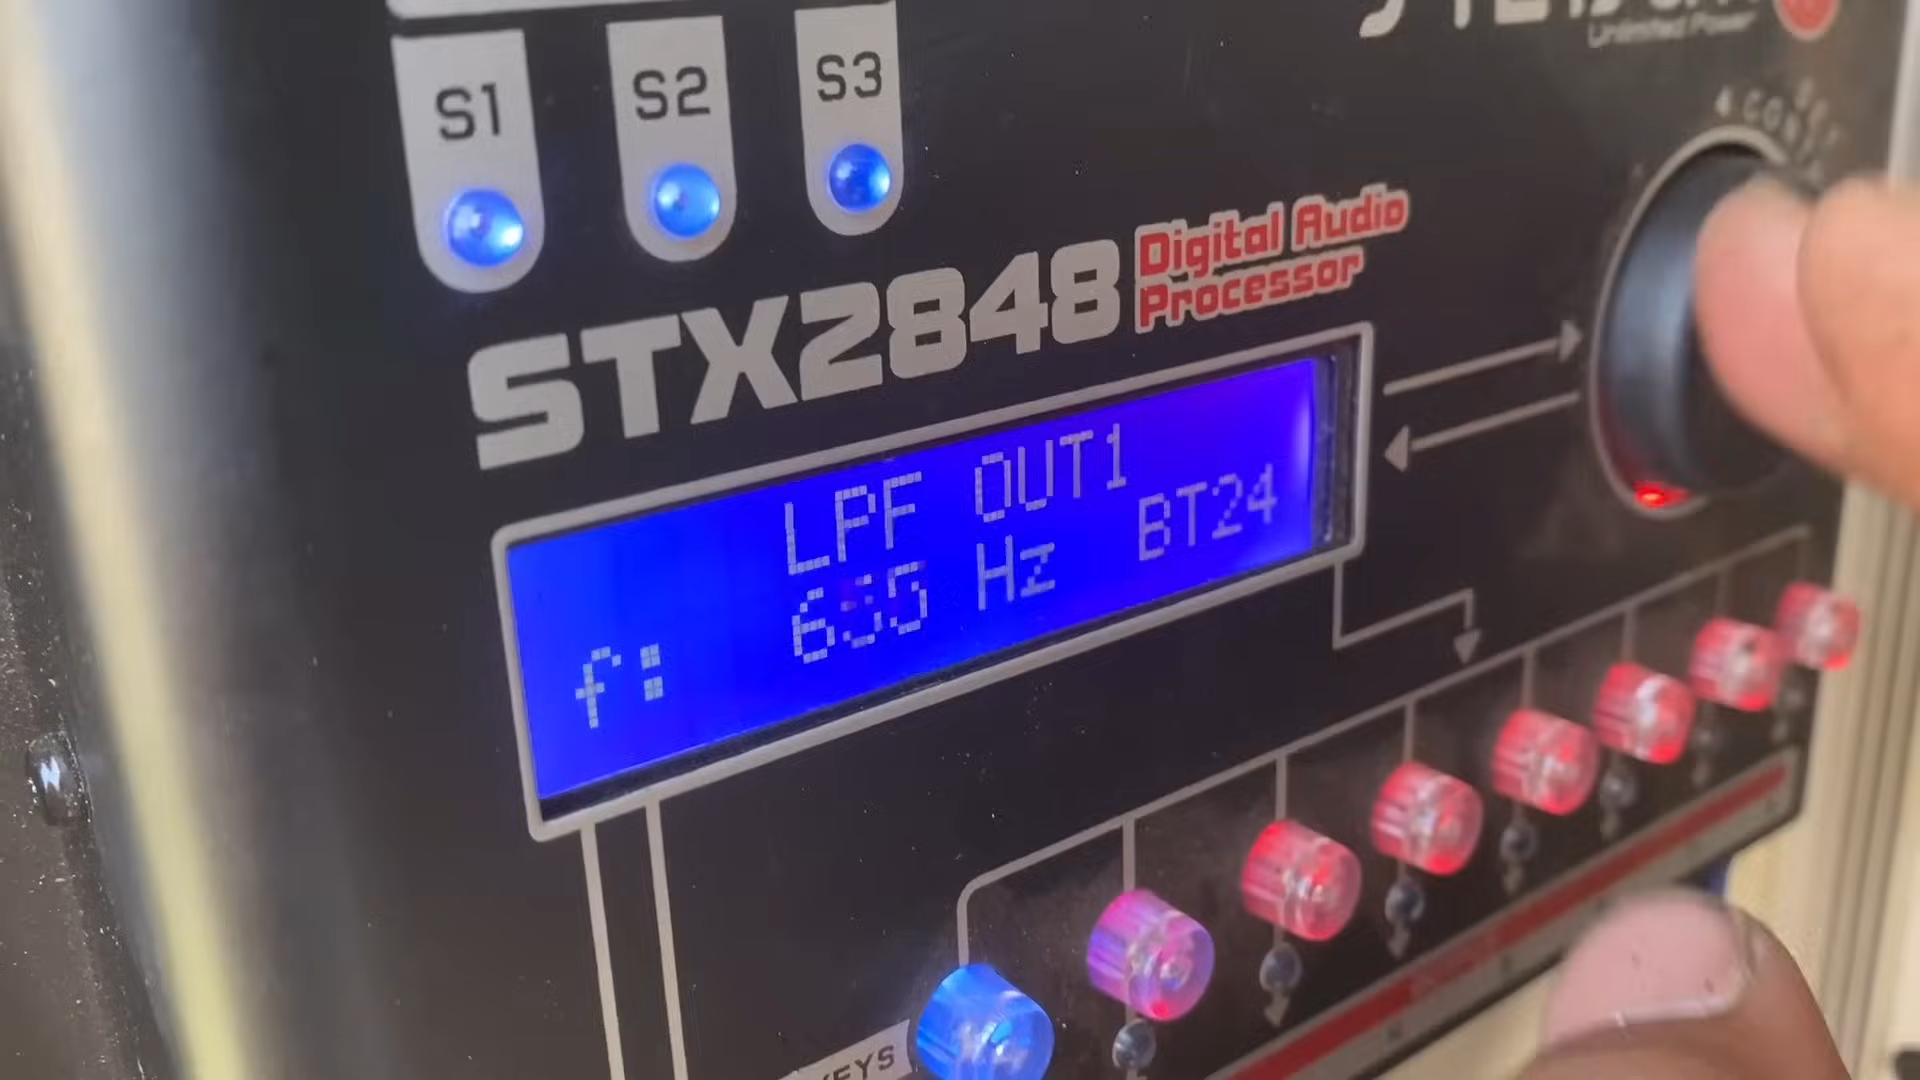 S1 S2 S3
Unlimited Power
STX2848 Digital Audio
Processor
LPF OUT1
f: Hz BT24